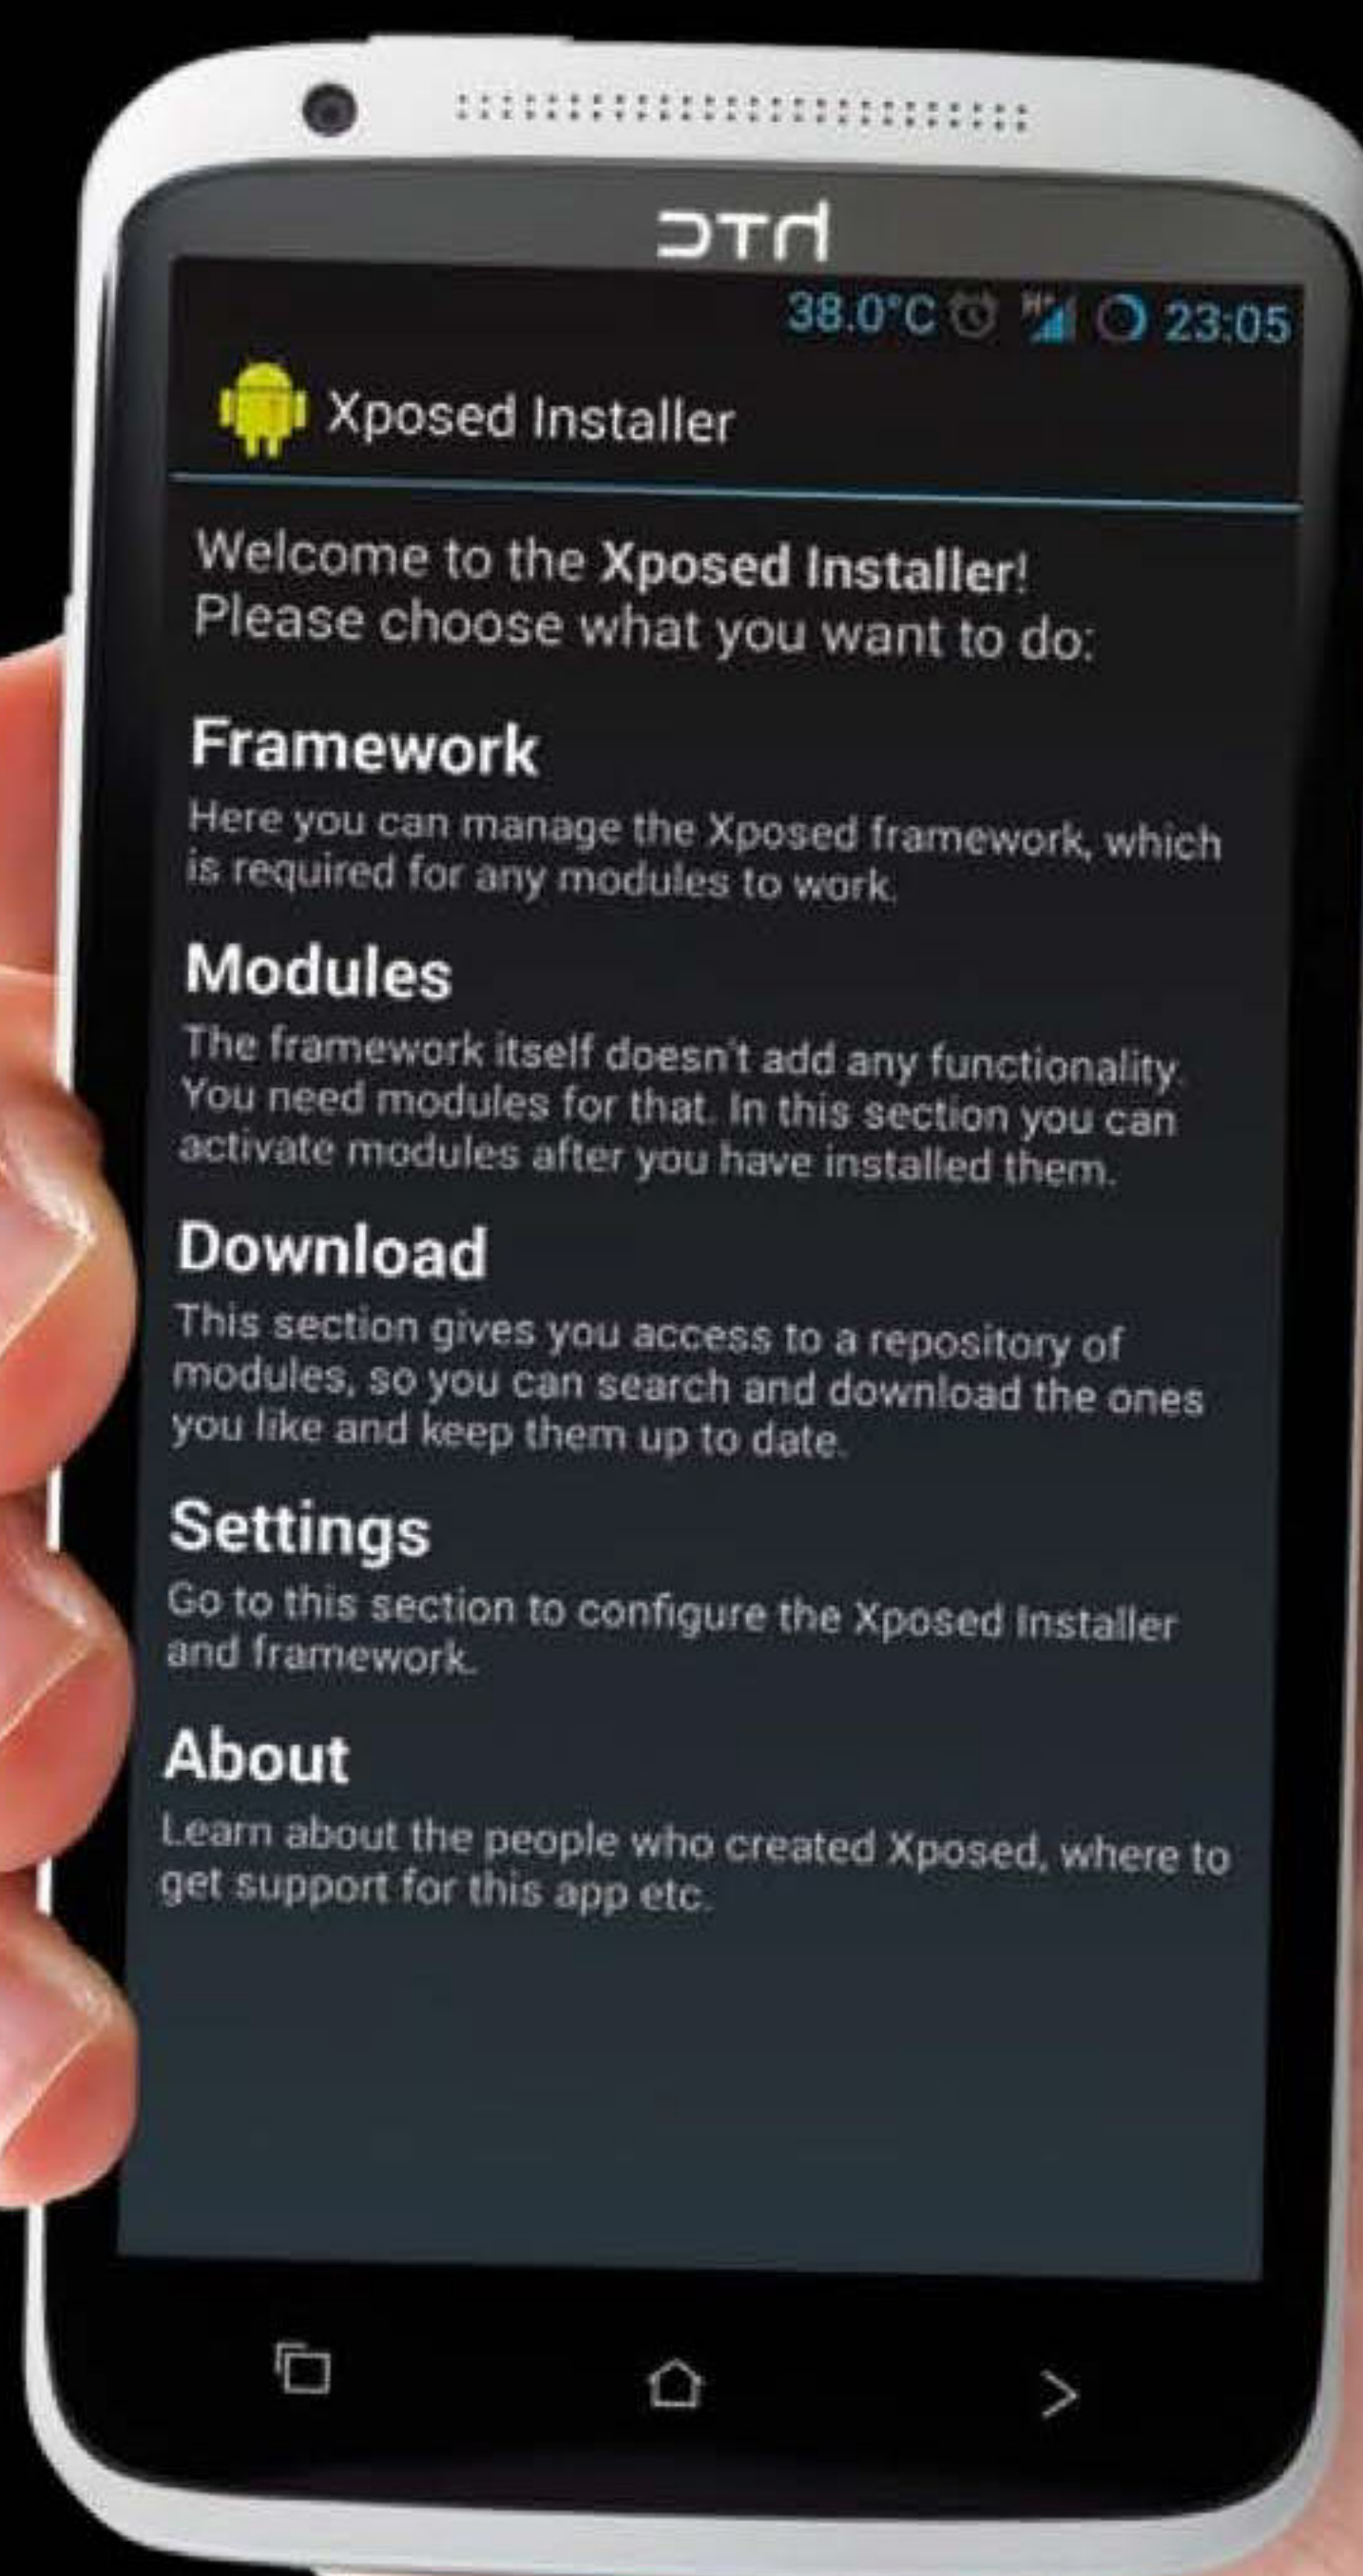 hTC
38.0°C 23:05
Xposed Installer
Welcome to the Xposed Installer!
Please choose what you want to do:
Framework
Here you can manage the Xposed framework, which
is required for any modules to work.
Modules
The framework itself doesn't add any functionality.
You need modules for that. In this section you can
activate modules after you have installed them.
Download
This section gives you access to a repository of
modules, so you can search and download the ones
you like and keep them up to date.
Settings
Go to this section to configure the Xposed Installer
and framework.
About
Learn about the people who created Xposed, where to
get support for this app etc.